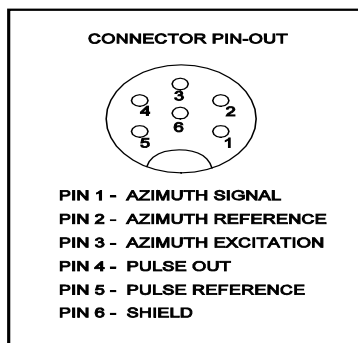 CONNECTOR PIN-OUT
3
4 2
6
5 1
PIN 1 - AZIMUTH SIGNAL
PIN 2 - AZIMUTH REFERENCE
PIN 3 - AZIMUTH EXCITATION
PIN 4 - PULSE OUT
PIN 5 - PULSE REFERENCE
PIN 6 - SHIELD